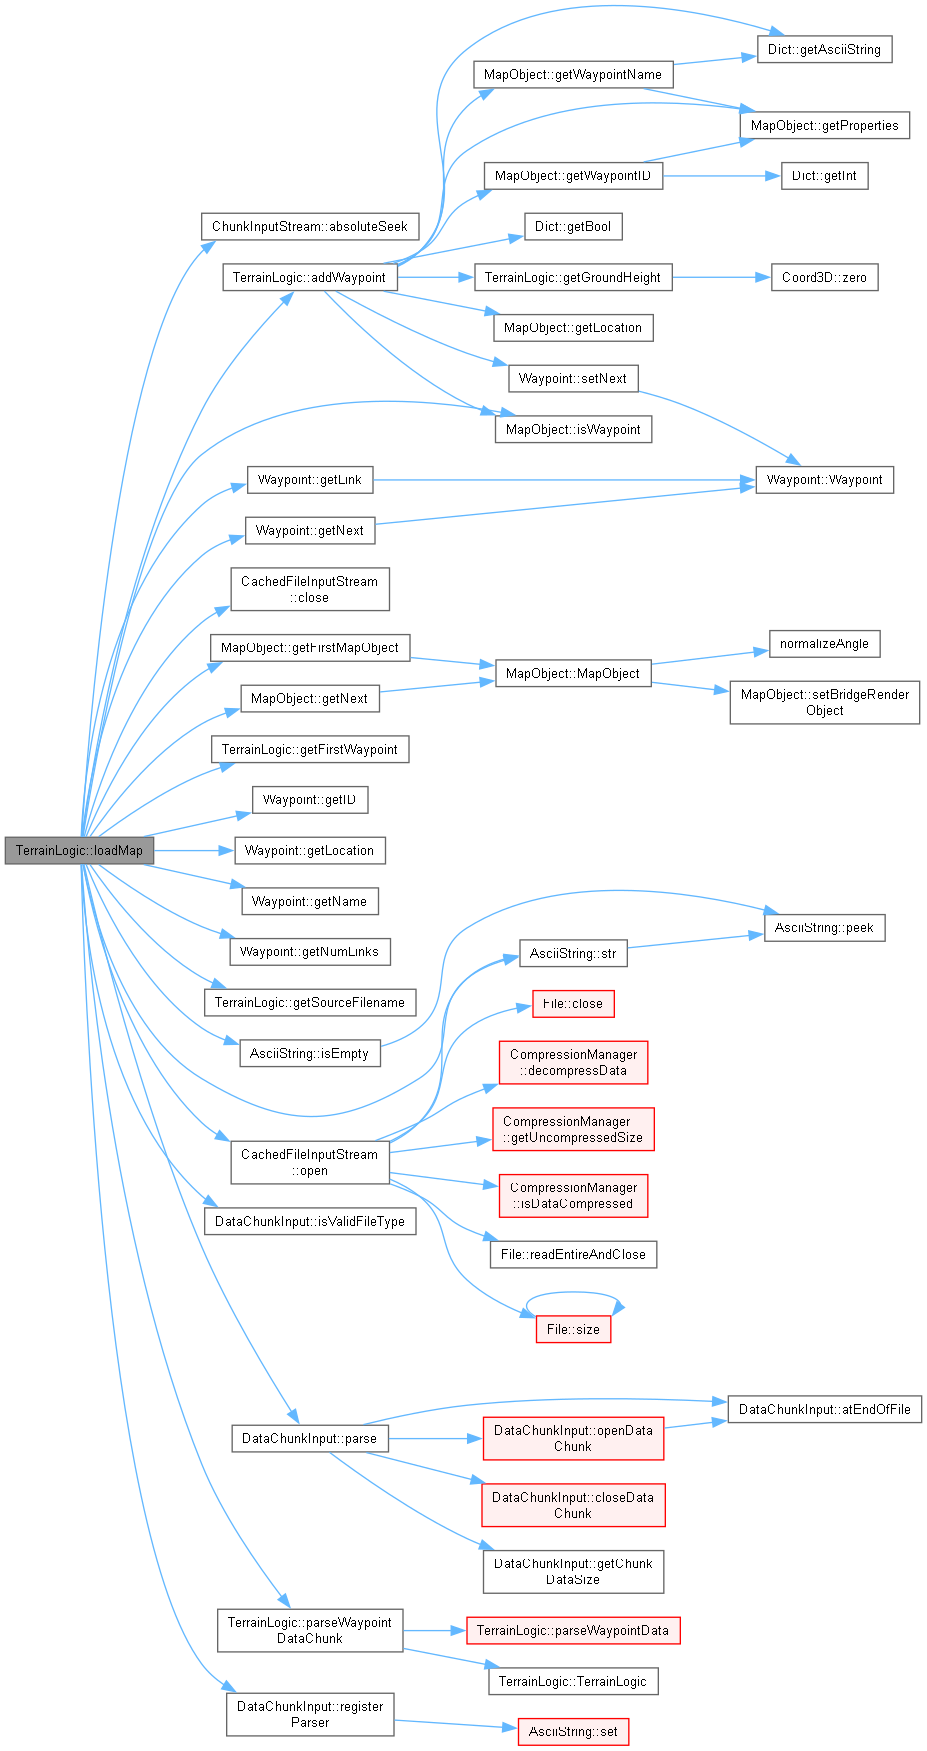 Dict::getAsciiString
MapObject::getWaypointName
MapObject::getProperties
MapObject::getWaypointID
Dict::getInt
ChunkInputStream::absoluteSeek
Dict::getBool
TerrainLogic::addWaypoint
TerrainLogic::getGroundHeight
Coord3D::zero
MapObject::getLocation
Waypoint::setNext
MapObject::isWaypoint
Waypoint::getLink
Waypoint::Waypoint
Waypoint::getNext
CachedFileInputStream
::close
MapObject::getFirstMapObject
normalizeAngle
MapObject::MapObject
MapObject::getNext
MapObject::setBridgeRender
Object
TerrainLogic::getFirstWaypoint
Waypoint::getID
TerrainLogic::loadMap
Waypoint::getLocation
Waypoint::getName
AsciiString::peek
Waypoint::getNumLinks
AsciiString::str
TerrainLogic::getSourceFilename
File::close
AsciiString::isEmpty
CompressionManager
::decompressData
CompressionManager
::getUncompressedSize
CachedFileInputStream
::open
CompressionManager
::isDataCompressed
DataChunkInput::isValidFileType
File::readEntireAndClose
File::size
DataChunkInput::atEndOfFile
DataChunkInput::parse
DataChunkInput::openData
Chunk
DataChunkInput::closeData
Chunk
DataChunkInput::getChunk
DataSize
TerrainLogic::parseWaypoint
DataChunk
TerrainLogic::parseWaypointData
TerrainLogic::TerrainLogic
DataChunkInput::register
Parser
AsciiString::set